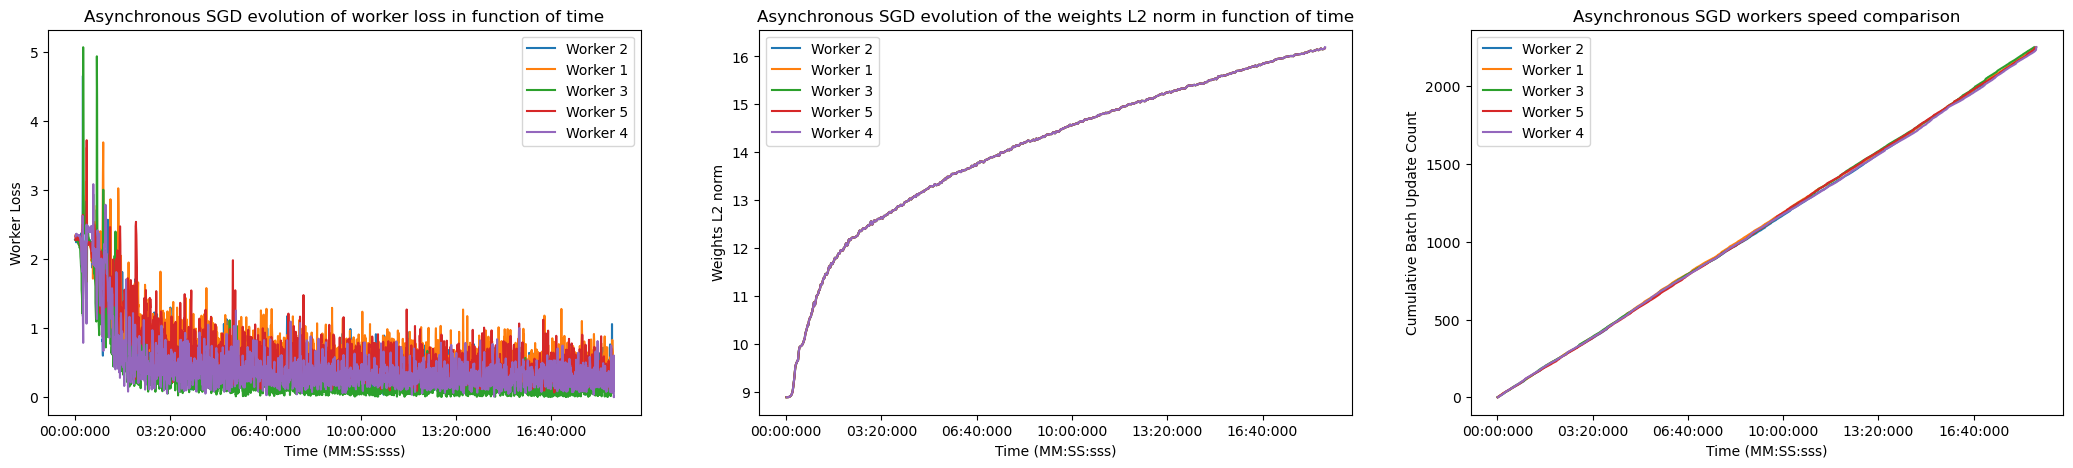 Asynchronous SGD evolution of worker loss in function of time
5
4
3
2
1
0
Worker Loss
Worker 2
Worker 1
Worker 3
Worker 5
Worker 4
00:00:000
03:20:000
06:40:000
10:00:000
13:20:000
16:40:000
Time (MM:SS:sss)
Asynchronous SGD evolution of the weights L2 norm in function of time
16
15
14
13
12
11
10
9
Weights L2 norm
Worker 2
Worker 1
Worker 3
Worker 5
Worker 4
00:00:000
03:20:000
06:40:000
10:00:000
13:20:000
16:40:000
Time (MM:SS:sss)
Asynchronous SGD workers speed comparison
2000
1500
1000
500
0
Cumulative Batch Update Count
Worker 2
Worker 1
Worker 3
Worker 5
Worker 4
00:00:000
03:20:000
06:40:000
10:00:000
13:20:000
16:40:000
Time (MM:SS:sss)